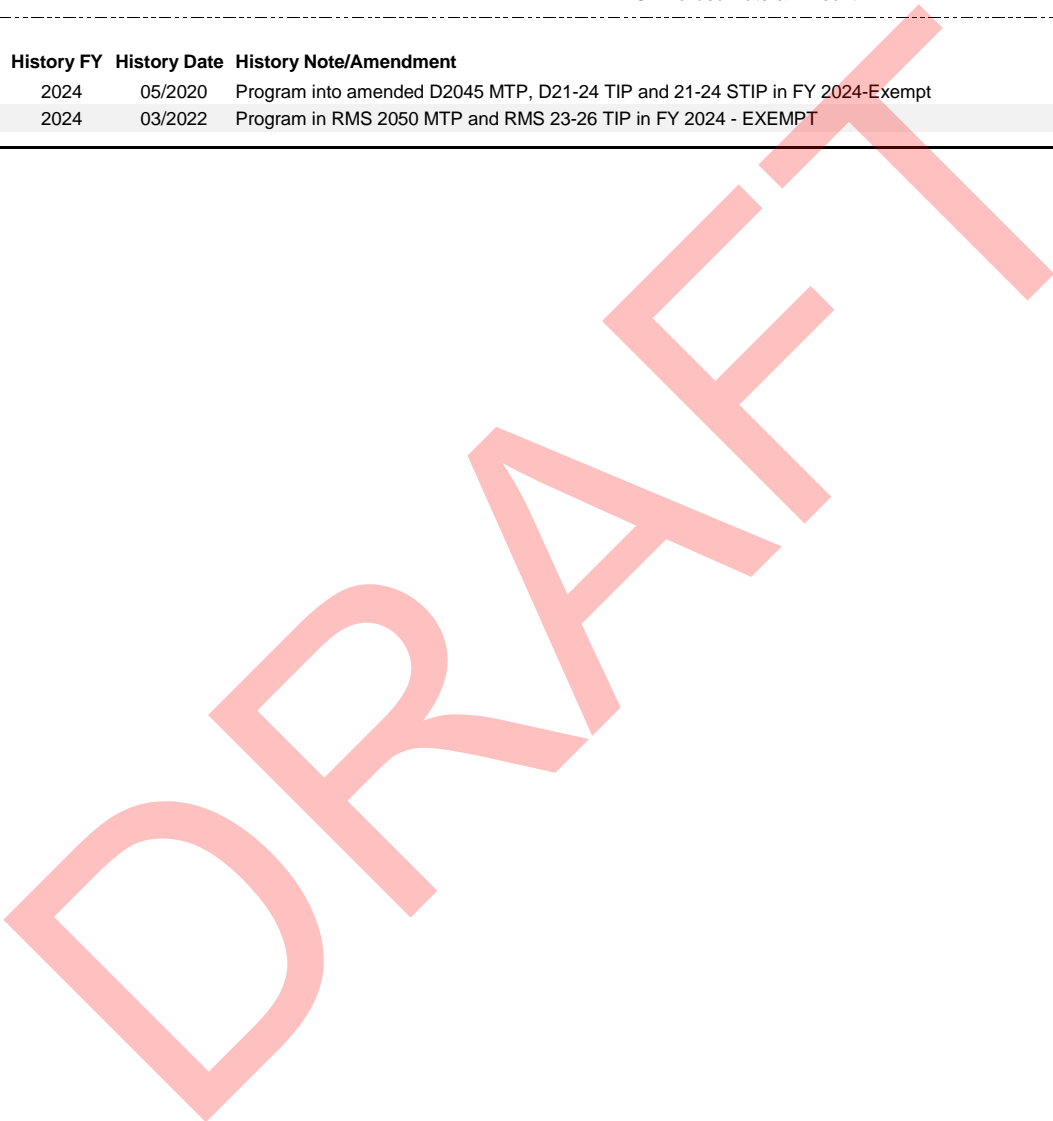 History FY History Date History Note/Amendment
2024 05/2020 Program into amended D2045 MTP, D21-24 TIP and 21-24 STIP in FY 2024-Exempt
2024 03/2022 Program in RMS 2050 MTP and RMS 23-26 TIP in FY 2024 - EXEMPT
DRAFT